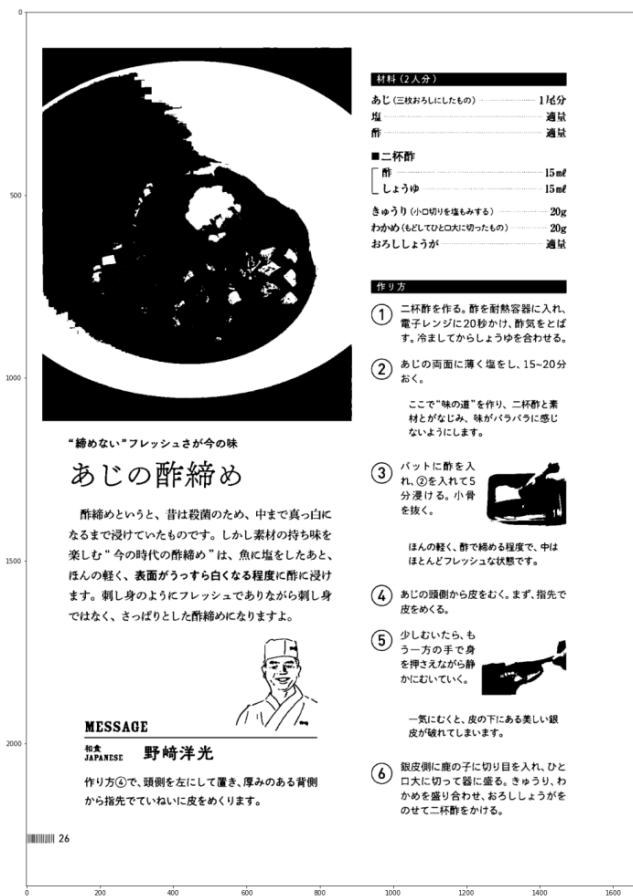 0
500
1000
1500
2000
0
200
400
600
800
1000
1200
1400
1600
"締めない"フレッシュさが今の味
あじの酢締め
酢締めというと、昔は殺菌のため、中まで真っ白に
なるまで浸けていたものです。しかし素材の持ち味を
楽しむ"今の時代の酢締め"は、魚に塩をしたあと、
ほんの軽く、表面がうっすら白くなる程度に酢に浸け
ます。刺し身のようにフレッシュでありながら刺し身
ではなく、さっぱりとした酢締めになりますよ。
MESSAGE
和食
JAPANESE
野﨑洋光
作り方④で、頭側を左にして置き、厚みのある背側
から指先でていねいに皮をめくります。
26
材料(2人分)
あじ(三枚おろしにしたもの) 1尾分
塩 適量
酢 適量
■二杯酢
酢 15㎖
しょうゆ 15㎖
きゅうり(小口切りを塩もみする) 20g
わかめ(もどしてひと口大に切ったもの) 20g
おろししょうが 適量
作り方
① 二杯酢を作る。酢を耐熱容器に入れ、
電子レンジに20秒かけ、酢気をとば
す。冷ましてからしょうゆを合わせる。
② あじの両面に薄く塩をし、15~20分
おく。
ここで"味の道"を作り、二杯酢と素
材とがなじみ、味がバラバラに感じ
ないようにします。
③ バットに酢を入
れ、②を入れて5
分浸ける。小骨
を抜く。
ほんの軽く、酢で締める程度で、中は
ほとんどフレッシュな状態です。
④ あじの頭側から皮をむく。まず、指先で
皮をめくる。
⑤ 少しむいたら、も
う一方の手で身
を押さえながら静
かにむいていく。
一気にむくと、皮の下にある美しい銀
皮が破れてしまいます。
⑥ 銀皮側に鹿の子に切り目を入れ、ひと
口大に切って器に盛る。きゅうり、わ
かめを盛り合わせ、おろししょうがを
のせて二杯酢をかける。